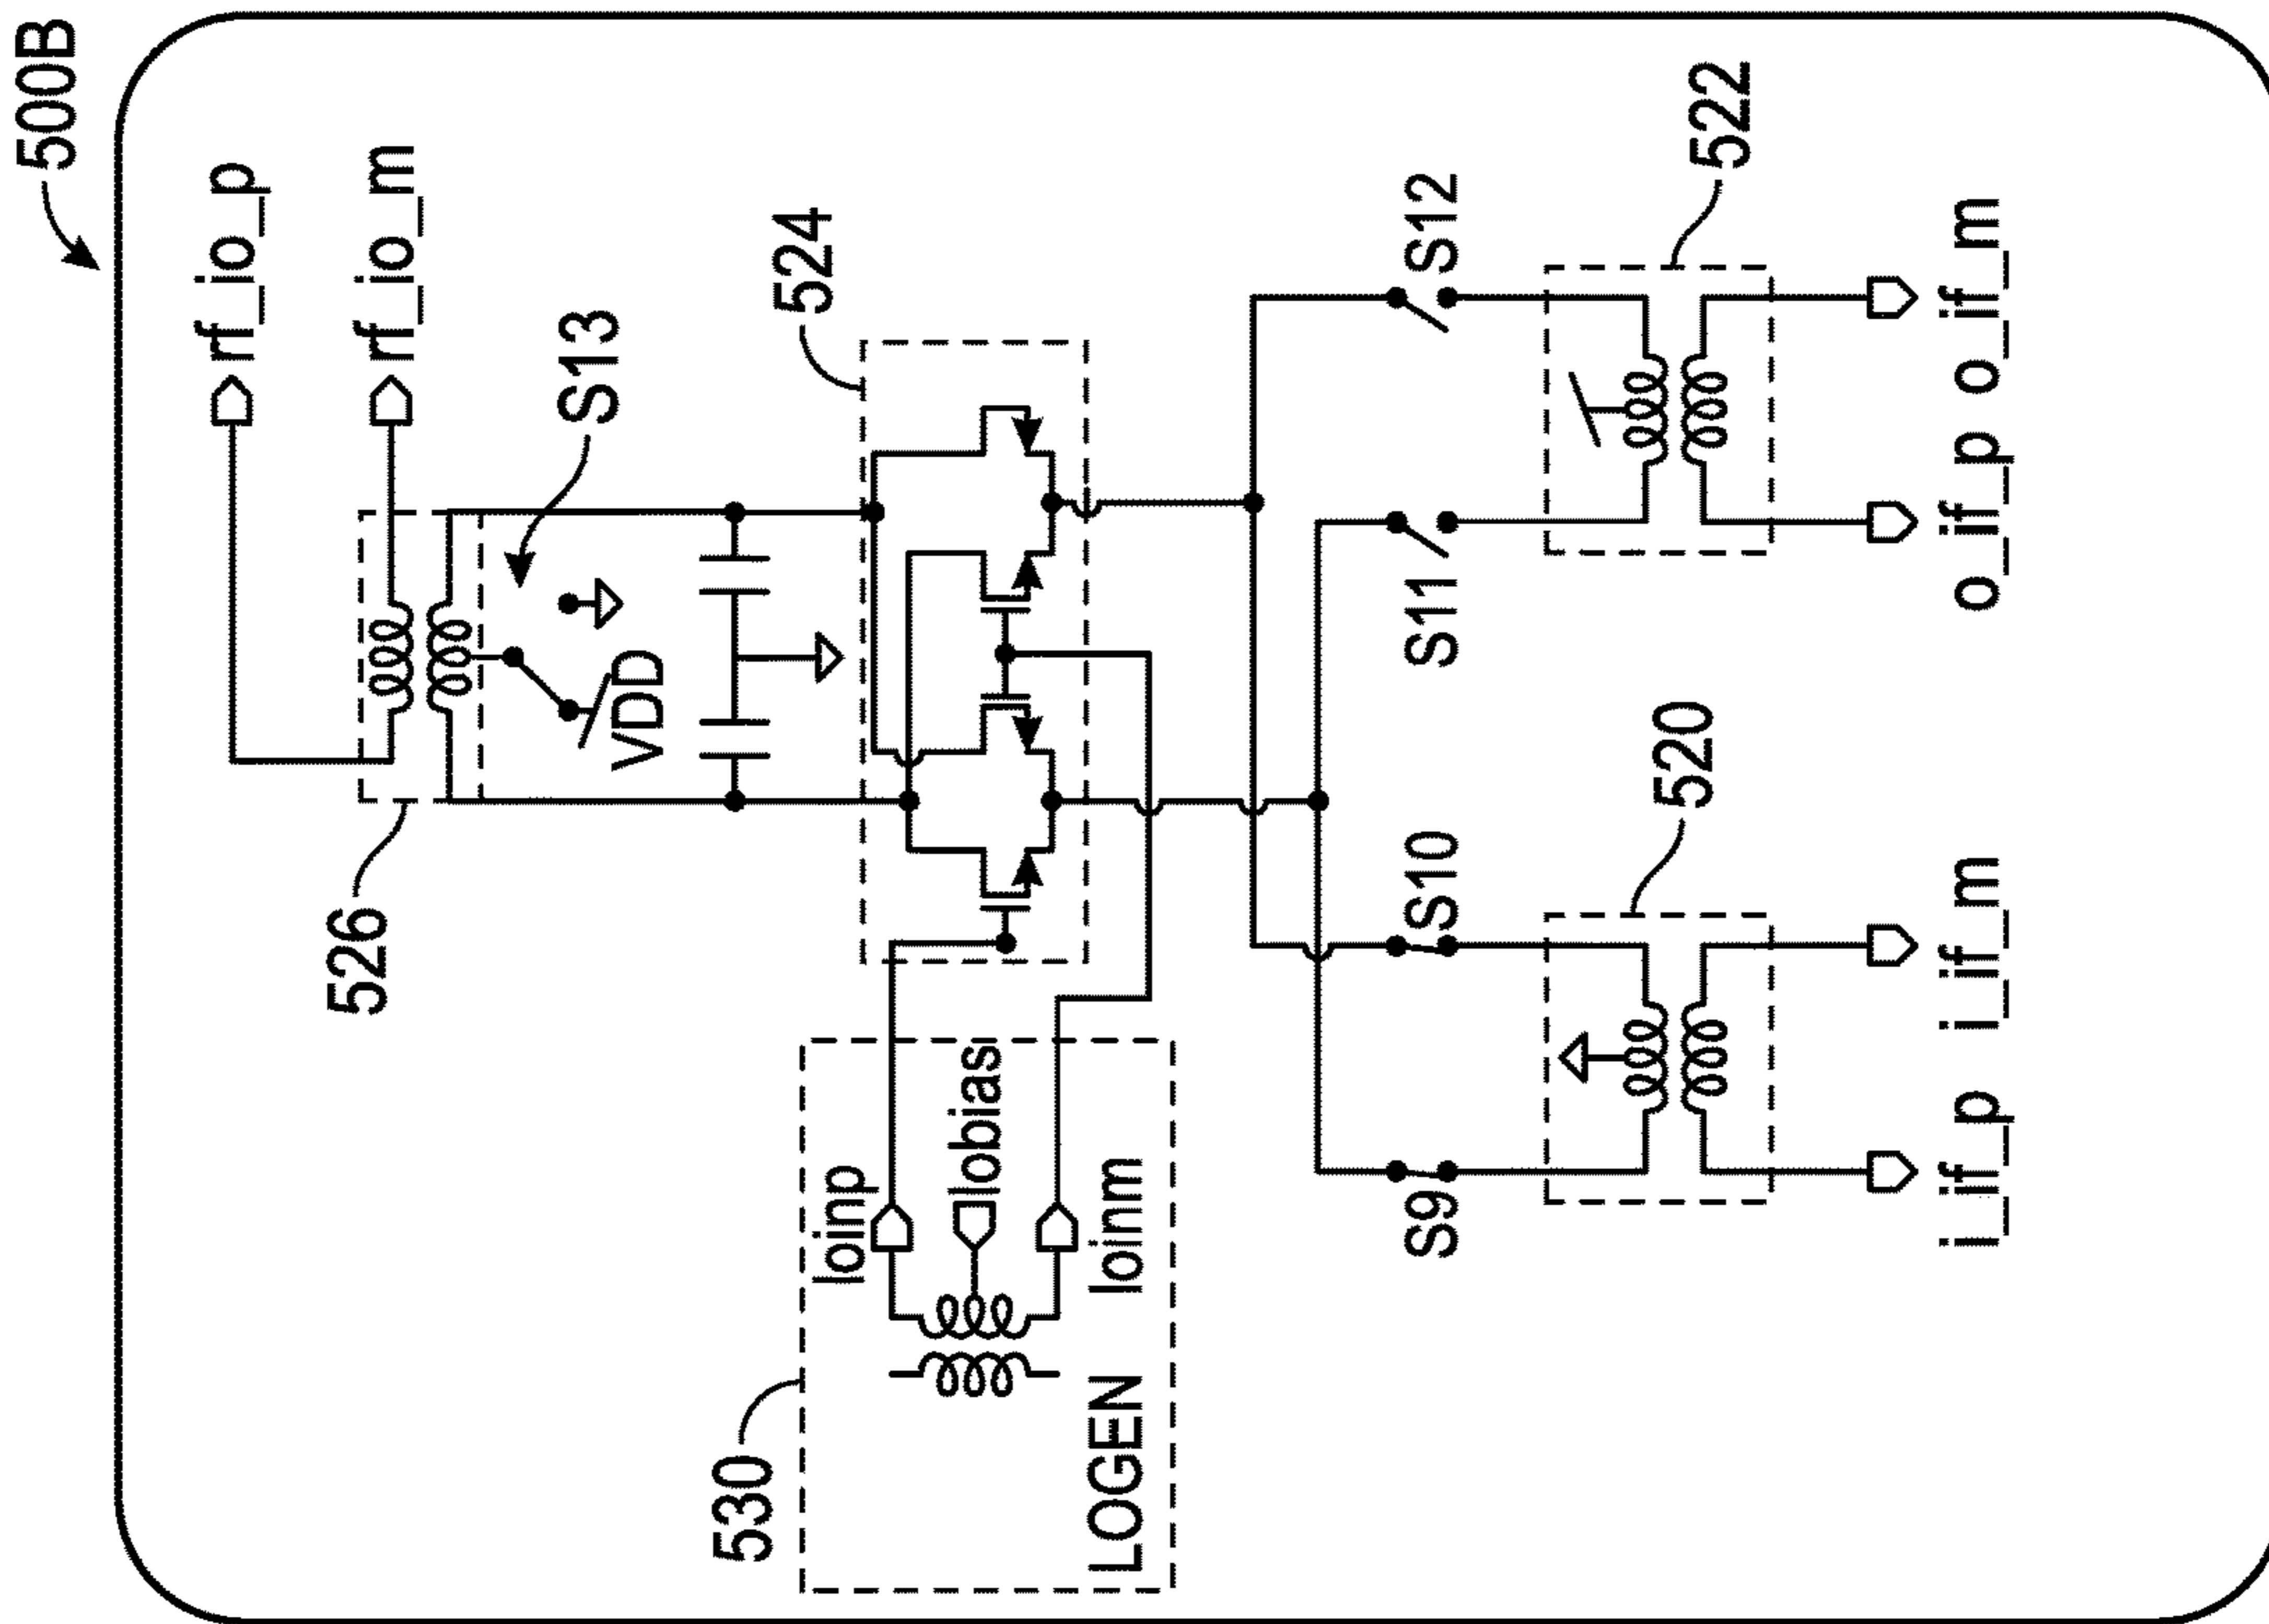 500B
rf_io_p
rf_io_m
526
S13
VDD
524
530
loinp
lobias
loinm
LOGEN
S9
S10
S11
S12
520
522
i_if_p
i_if_m
o_if_p
o_if_m